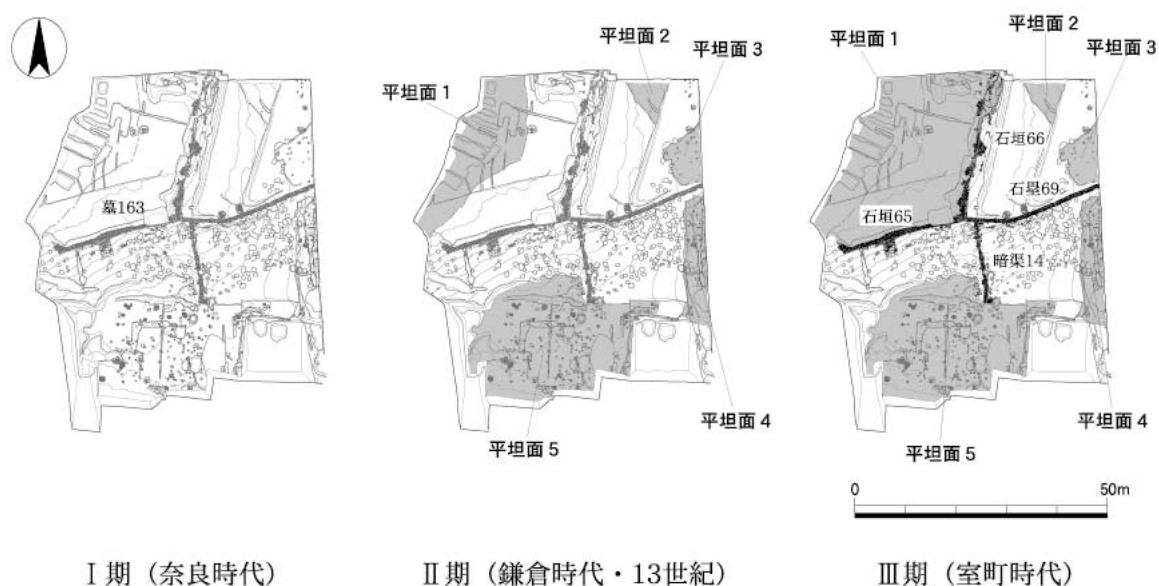 墓163
Ⅰ期（奈良時代）
平坦面 1
平坦面 2
平坦面 3
平坦面 4
平坦面 5
Ⅱ期（鎌倉時代・13世紀）
平坦面 1
平坦面 2
平坦面 3
石垣66
石塁69
石垣65
暗渠14
平坦面 4
平坦面 5
0
50m
Ⅲ期（室町時代）